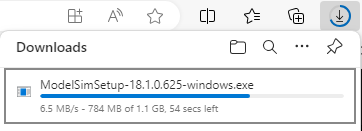 Downloads
ModelSimSetup-18.1.0.625-windows.exe
6.5 MB/s - 784 MB of 1.1 GB, 54 secs left